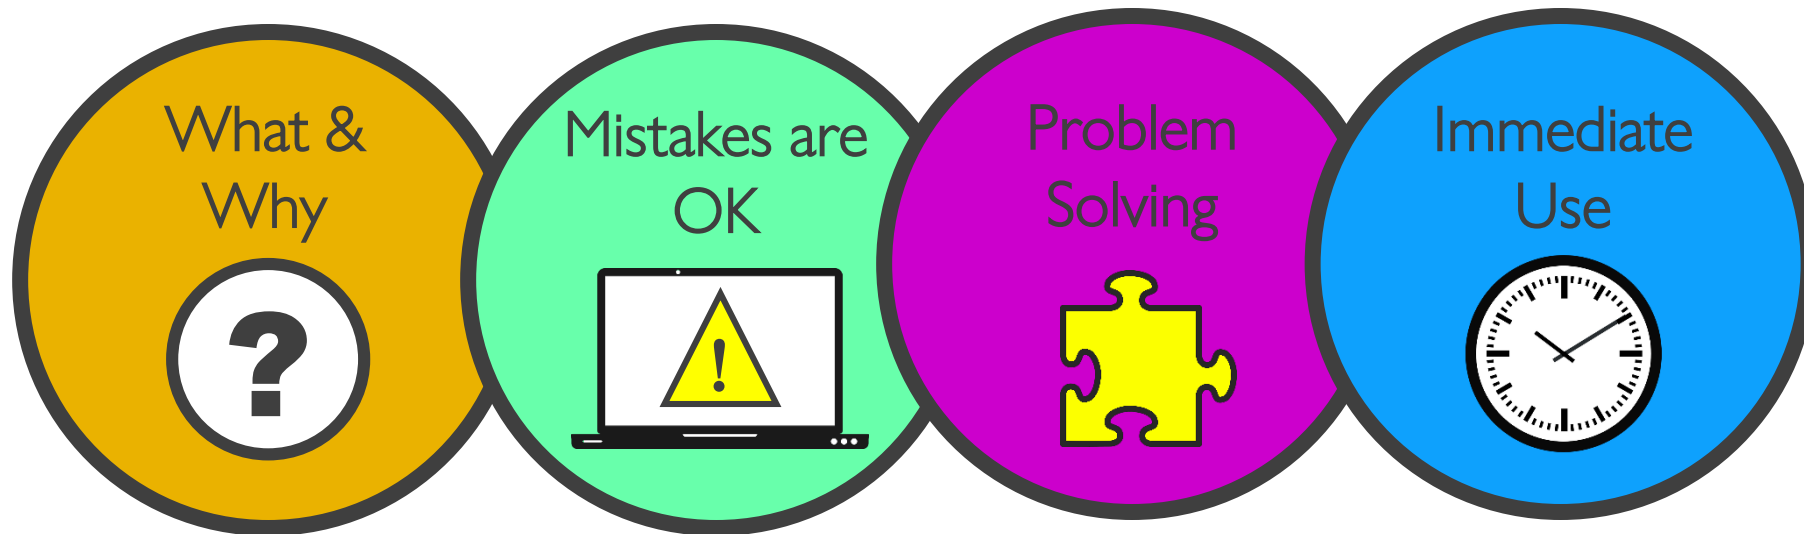 What &
Why
?
Mistakes are
OK
!
Problem
Solving
Immediate
Use